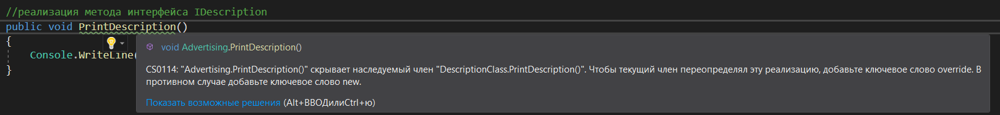 //реализация метода интерфейса IDescription
public void PrintDescription()
{
void Advertising.PrintDescription()
Console.WriteLine(
CS0114: "Advertising.PrintDescription()" скрывает наследуемый член "DescriptionClass.PrintDescription()". Чтобы текущий член переопределял эту реализацию, добавьте ключевое слово override. В
}
противном случае добавьте ключевое слово new.
Показать возможные решения (Alt+ВВОДилиCtrl+ю)